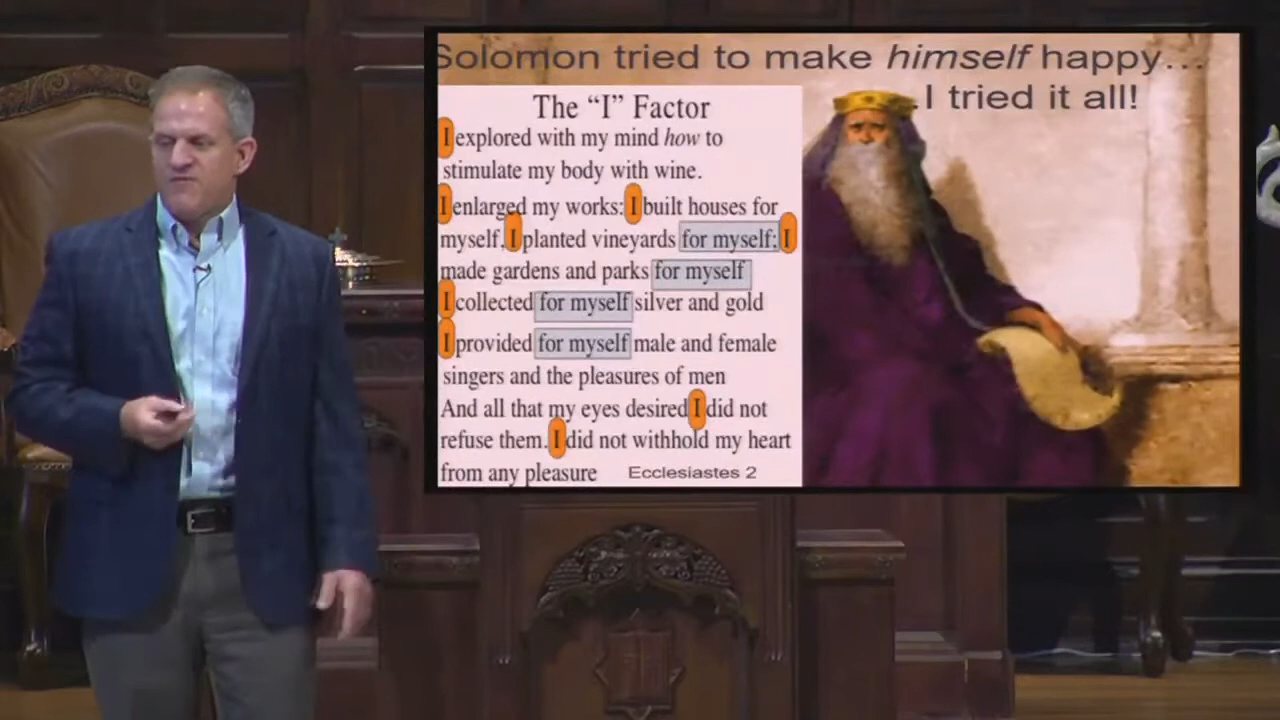 Solomon tried to make himself happy...
.I tried it all!
The “I” Factor
I explored with my mind how to
stimulate my body with wine.
I enlarged my works: I built houses for
myself, I planted vineyards for myself; I
made gardens and parks for myself
I collected for myself silver and gold
I provided for myself male and female
singers and the pleasures of men
And all that my eyes desired I did not
refuse them. I did not withhold my heart
from any pleasure Ecclesiastes 2